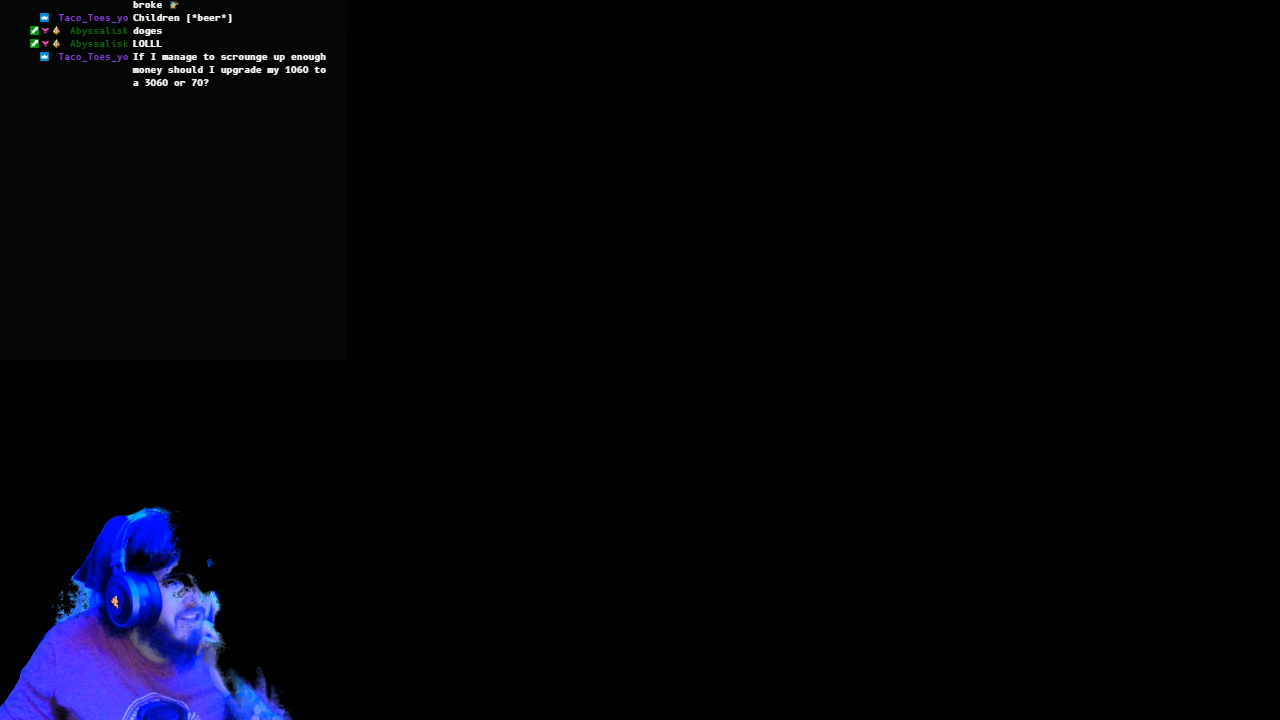 broke
Taco_Toes_yo Children [*beer*]
Abyssalisk doges
Abyssalisk LOLLL
Taco_Toes_yo If I manage to scrounge up enough
money should I upgrade my 1060 to
a 3060 or 70?